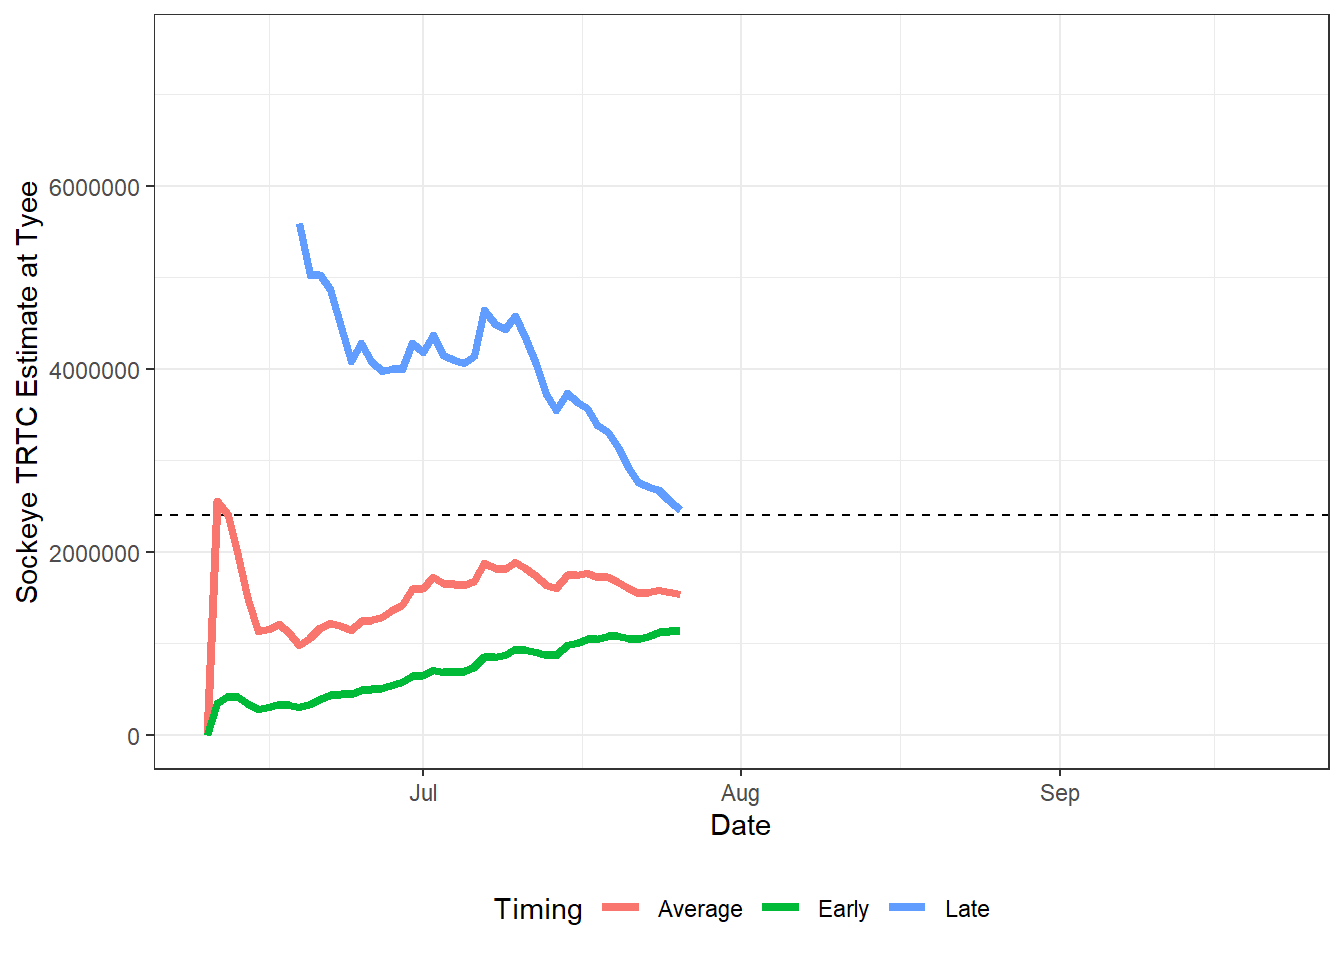 Sockeye TRTC Estimate at Tyee
6000000
4000000
2000000
0
Jul Aug Sep
Date
Timing Average Early Late